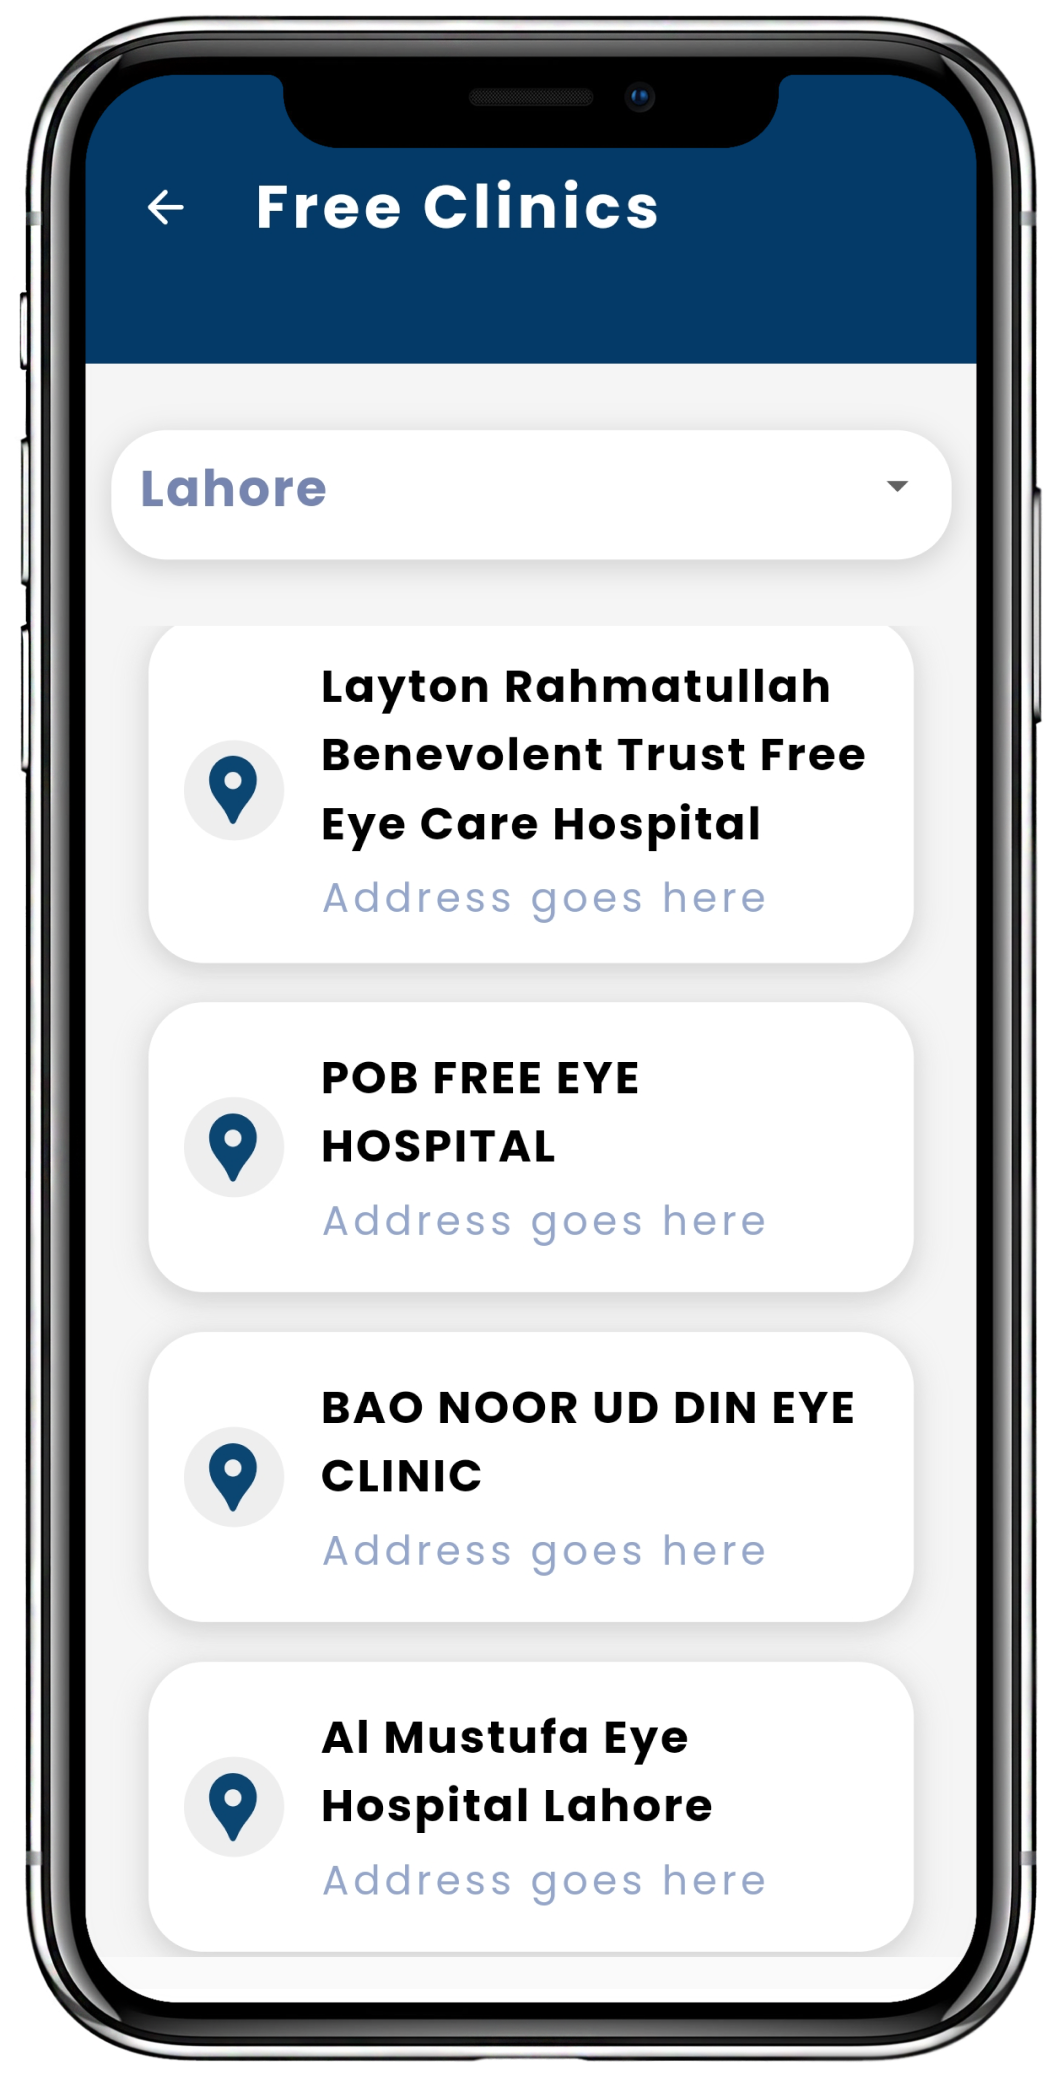 Free Clinics
Lahore
Layton Rahmatullah
Benevolent Trust Free
Eye Care Hospital
Address goes here
POB FREE EYE
HOSPITAL
Address goes here
BAO NOOR UD DIN EYE
CLINIC
Address goes here
Al Mustufa Eye
Hospital Lahore
Address goes here